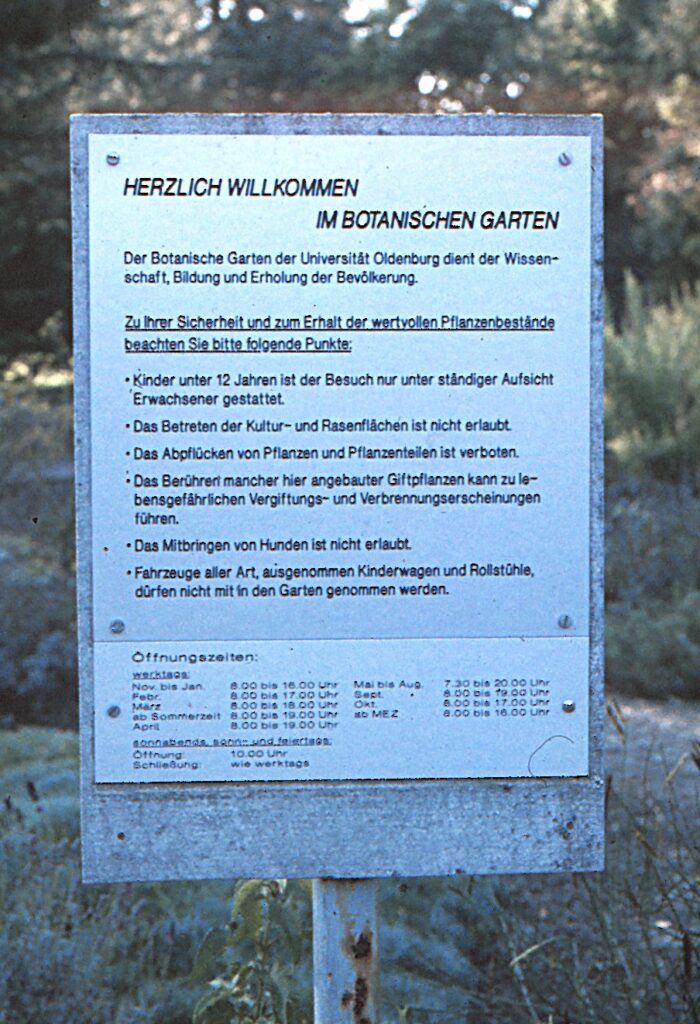 HERZLICH WILLKOMMEN
IM BOTANISCHEN GARTEN
Der Botanische Garten der Universität Oldenburg dient der Wissen-
schaft, Bildung und Erholung der Bevölkerung.
Zu Ihrer Sicherheit und zum Erhalt der wertvollen Pflanzenbestände
beachten Sie bitte folgende Punkte:
• Kinder unter 12 Jahren ist der Besuch nur unter ständiger Aufsicht
Erwachsener gestattet.
• Das Betreten der Kultur- und Rasenflächen ist nicht erlaubt.
• Das Abpflücken von Pflanzen und Pflanzenteilen ist verboten.
• Das Berühren mancher hier angebauter Giftpflanzen kann zu le-
bensgefährlichen Vergiftungs- und Verbrennungserscheinungen
führen.
• Das Mitbringen von Hunden ist nicht erlaubt.
• Fahrzeuge aller Art, ausgenommen Kinderwagen und Rollstühle,
dürfen nicht mit in den Garten genommen werden.
Öffnungszeiten:
werktags:
Nov. bis Jan. 8.00 bis 16.00 Uhr Mai bis Aug. 7.30 bis 20.00 Uhr
Febr. 8.00 bis 17.00 Uhr Sept. 8.00 bis 19.00 Uhr
März 8.00 bis 18.00 Uhr Okt. 8.00 bis 17.00 Uhr
ab Sommerzeit 8.00 bis 19.00 Uhr ab MEZ 8.00 bis 16.00 Uhr
April 8.00 bis 19.00 Uhr
sonnabends, sonn- und feiertags:
Öffnung: 10.00 Uhr
Schließung: wie werktags